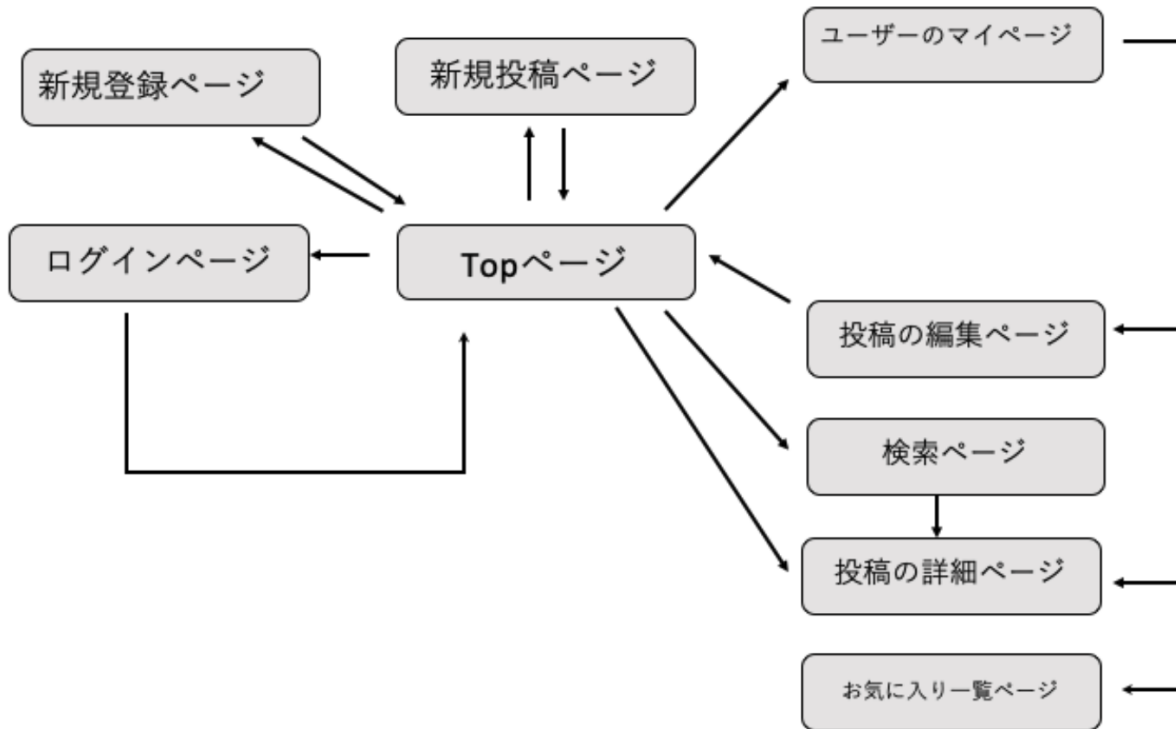 ユーザーのマイページ
新規登録ページ
新規投稿ページ
ログインページ
Topページ
投稿の編集ページ
検索ページ
投稿の詳細ページ
お気に入り一覧ページ